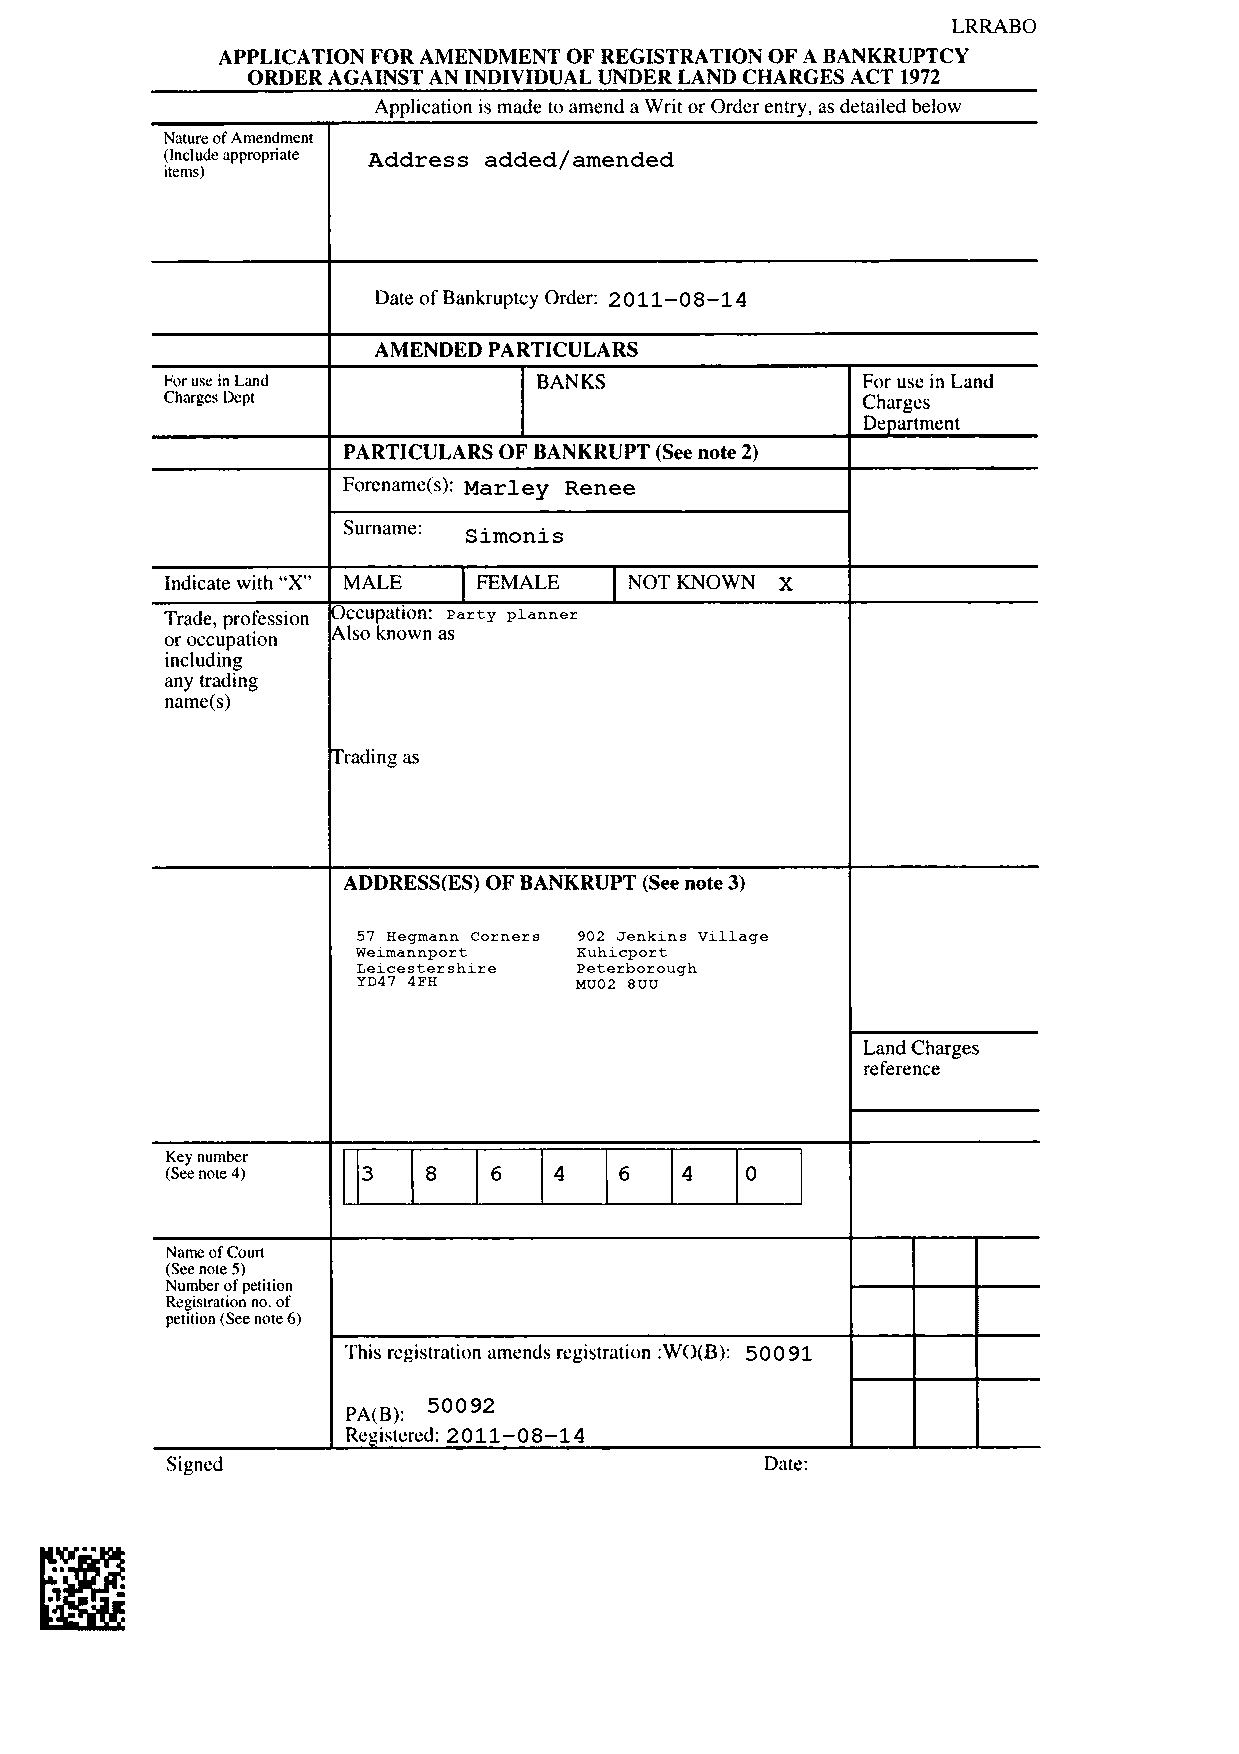 LRRABO
APPLICATION FOR AMENDMENT OF REGISTRATION OF A BANKRUPTCY
ORDER AGAINST AN INDIVIDUAL UNDER LAND CHARGES ACT 1972
Application is made to amend a Writ or Order entry, as detailed below
Nature of Amendment
(Include appropriate
items)
Address added/amended
Date of Bankruptcy Order: 2011-08-14
AMENDED PARTICULARS
For use in Land
Charges Dept
BANKS
For use in Land
Charges
Department
PARTICULARS OF BANKRUPT (See note 2)
Forename(s): Marley Renee
Surname: Simonis
Indicate with “X” MALE FEMALE NOT KNOWN X
Trade, profession
or occupation
including
any trading
name(s)
Occupation: Party planner
Also known as
Trading as
ADDRESS(ES) OF BANKRUPT (See note 3)
57 Hegmann Corners
Weimannport
Leicestershire
YD47 4FH
902 Jenkins Village
Kuhicport
Peterborough
MU02 8UU
Land Charges
reference
Key number
(See note 4)
3 8 6 4 6 4 0
Name of Court
(See note 5)
Number of petition
Registration no. of
petition (See note 6)
This registration amends registration :WO(B): 50091
PA(B): 50092
Registered: 2011-08-14
Signed Date: